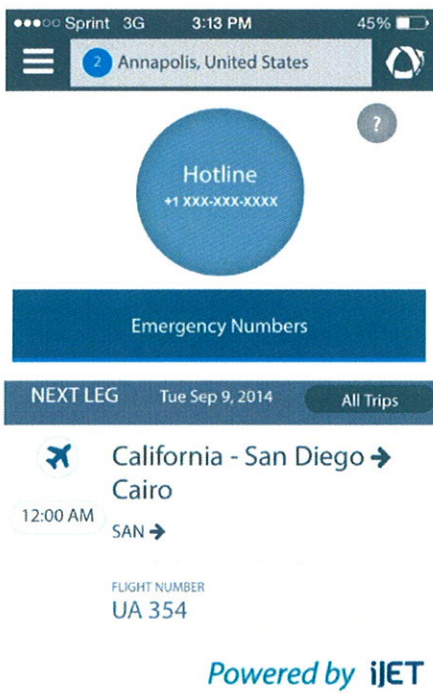 Sprint 3G 3:13 PM 45%
2 Annapolis, United States
?
Hotline
+1 XXX-XXX-XXXX
Emergency Numbers
NEXT LEG Tue Sep 9, 2014 All Trips
California - San Diego →
Cairo
12:00 AM
SAN →
FLIGHT NUMBER
UA 354
Powered by iJET